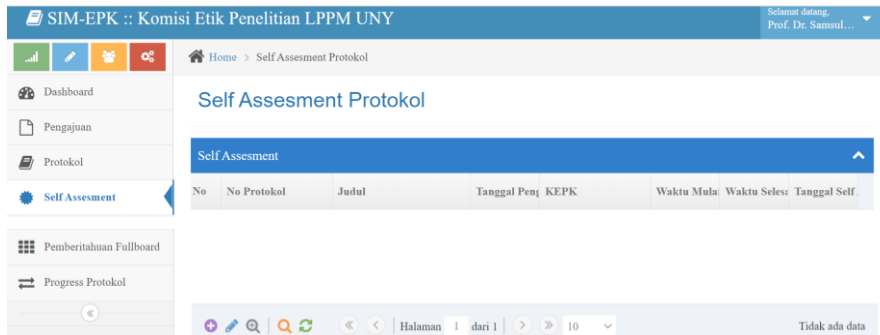 SIM-EPK :: Komisi Etik Penelitian LPPM UNY
Selamat datang,
Prof. Dr. Samsul...
Home > Self Assesment Protokol
Dashboard
Pengajuan
Protokol
Self Assesment
Pemberitahuan Fullboard
Progress Protokol
Self Assesment Protokol
Self Assesment
No No Protokol Judul Tanggal Peng KEPK Waktu Mula Waktu Selesa Tanggal Self
Halaman 1 dari 1 10 Tidak ada data